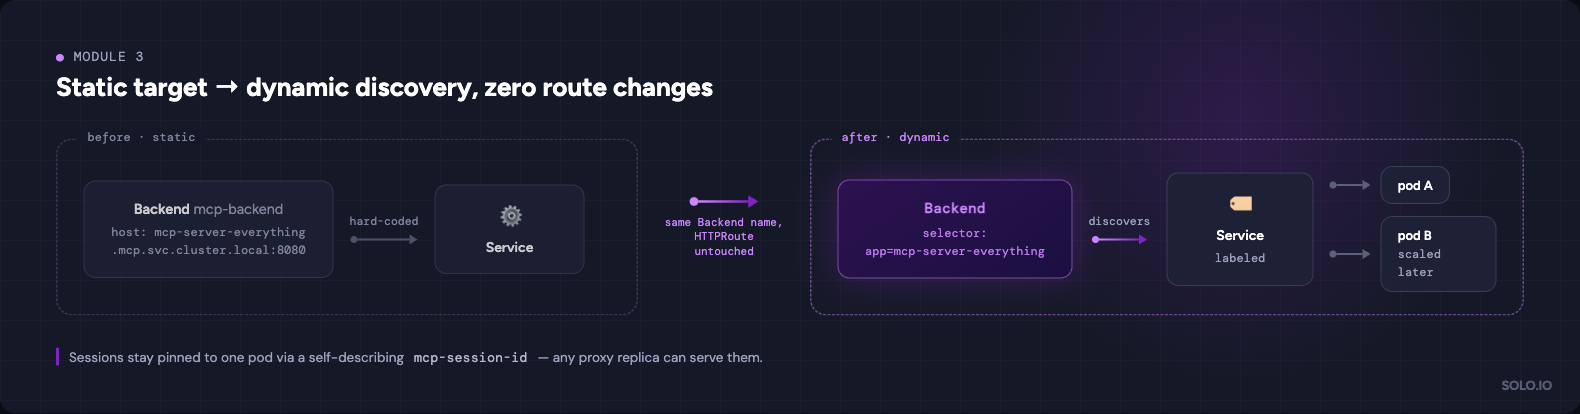 MODULE 3
Static target → dynamic discovery, zero route changes
before · static
Backend mcp-backend
host: mcp-server-everything
.mcp.svc.cluster.local:8080
hard-coded
Service
same Backend name,
HTTPRoute
untouched
after · dynamic
Backend
selector:
app=mcp-server-everything
discovers
Service
labeled
pod A
pod B
scaled
later
Sessions stay pinned to one pod via a self-describing mcp-session-id — any proxy replica can serve them.
SOLO.IO